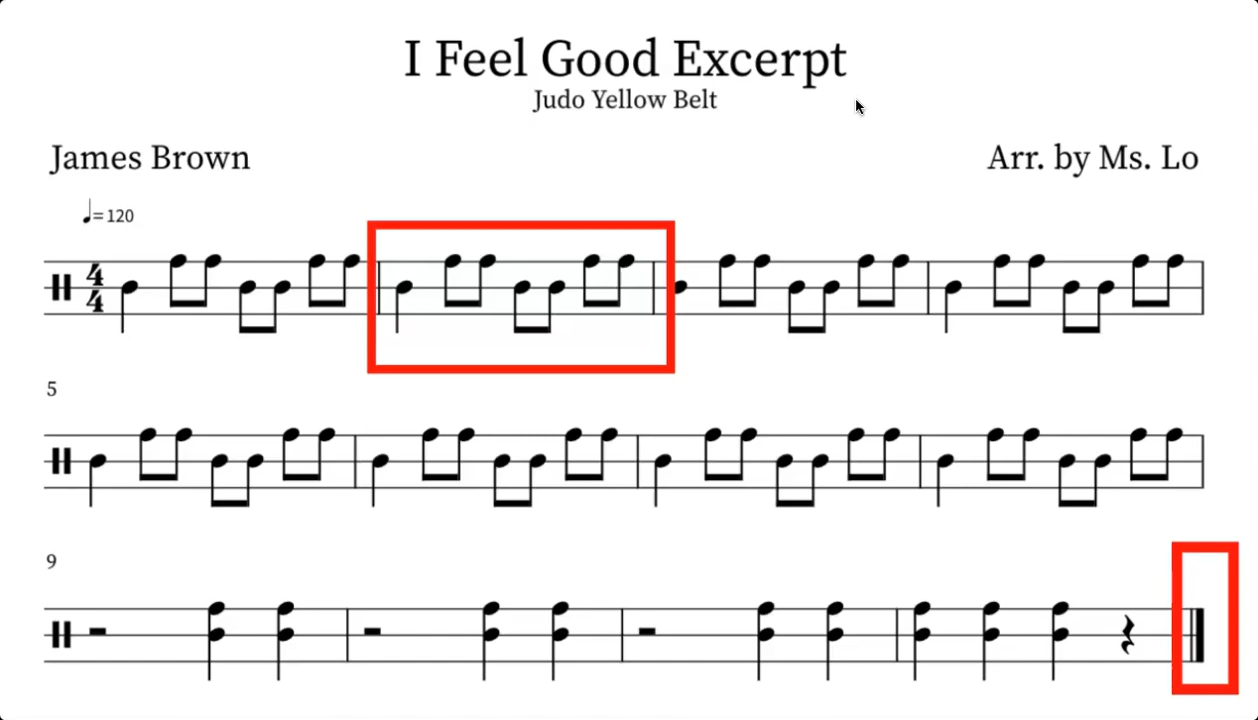 I Feel Good Excerpt
Judo Yellow Belt
James Brown
Arr. by Ms. Lo
♩= 120
4
4
5
9